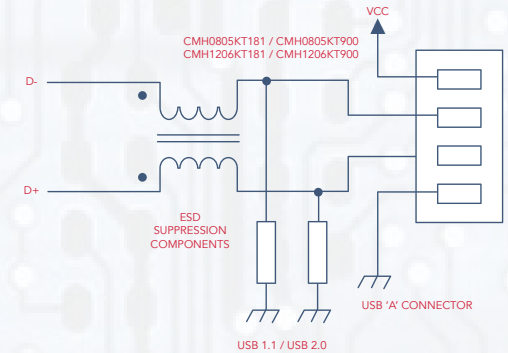 VCC
CMH0805KT181 / CMH0805KT900
CMH1206KT181 / CMH1206KT900
D-
D+
ESD
SUPPRESSION
COMPONENTS
USB 'A' CONNECTOR
USB 1.1 / USB 2.0